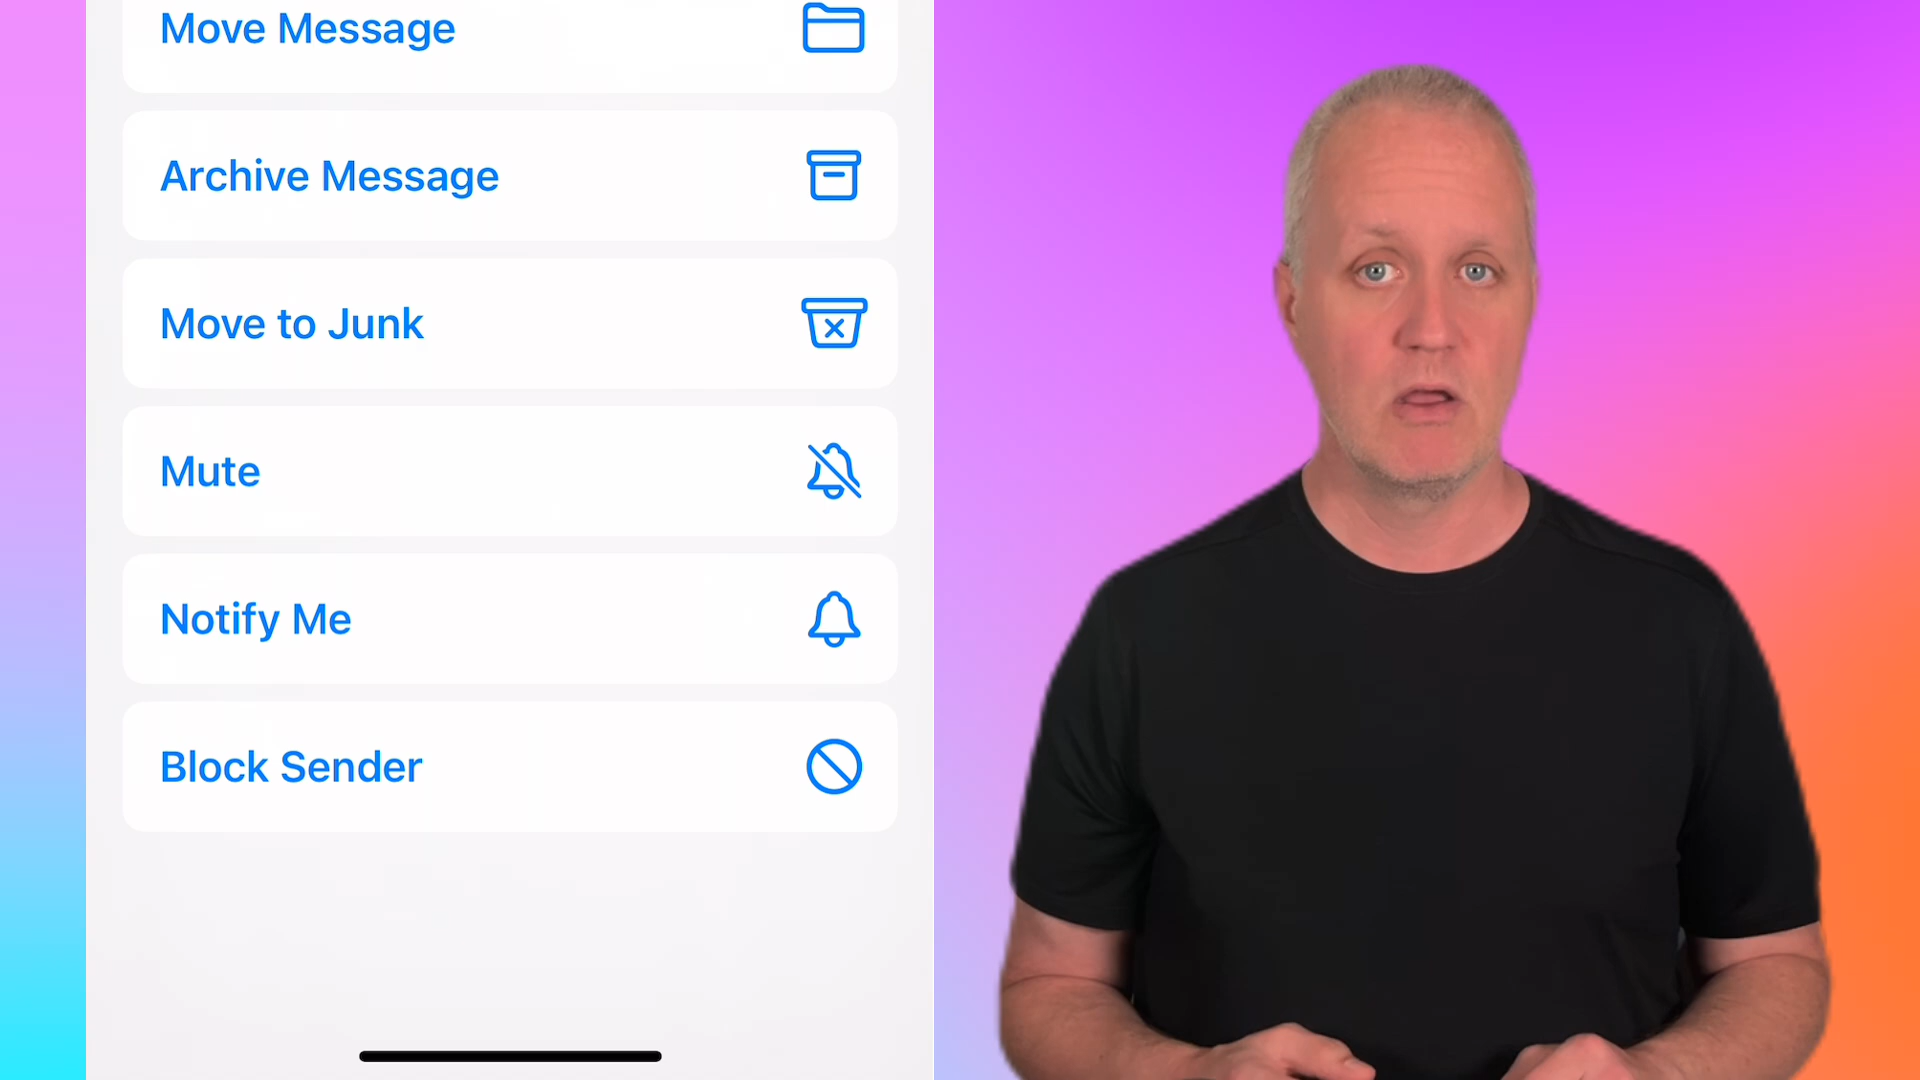 Move Message
Archive Message
Move to Junk
Mute
Notify Me
Block Sender